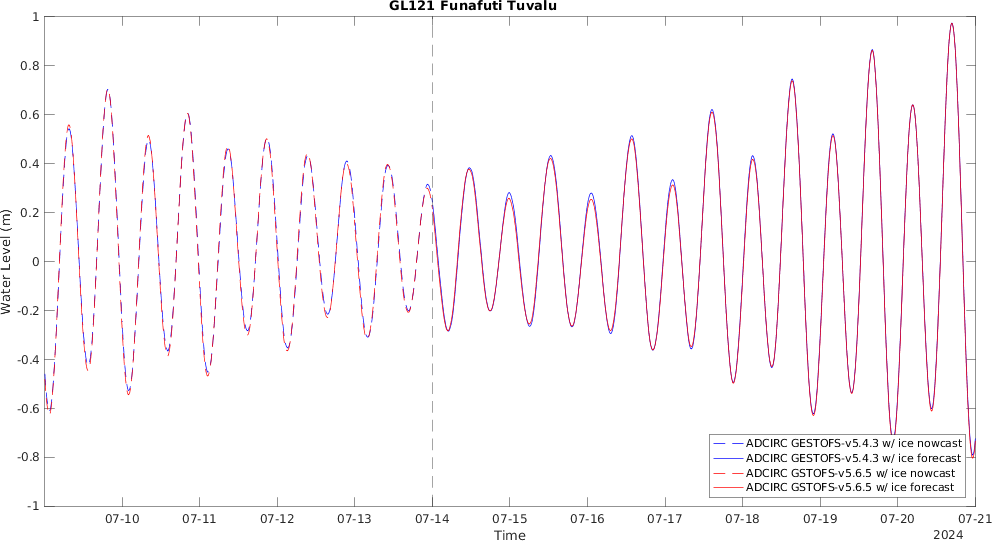 GL121 Funafuti Tuvalu
1
0.8
0.6
0.4
0.2
0
-0.2
-0.4
-0.6
-0.8
-1
Water Level (m)
ADCIRC GESTOFS-v5.4.3 w/ ice nowcast
ADCIRC GESTOFS-v5.4.3 w/ ice forecast
ADCIRC GSTOFS-v5.6.5 w/ ice nowcast
ADCIRC GSTOFS-v5.6.5 w/ ice forecast
07-10 07-11 07-12 07-13 07-14 07-15 07-16 07-17 07-18 07-19 07-20 07-21
Time
2024